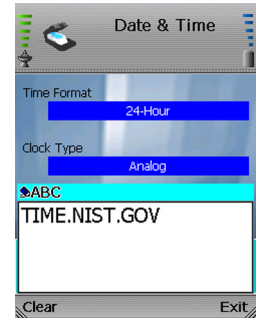 Date & Time
Time Format
24-Hour
Clock Type
Analog
ABC
TIME.NIST.GOV
Clear
Exit